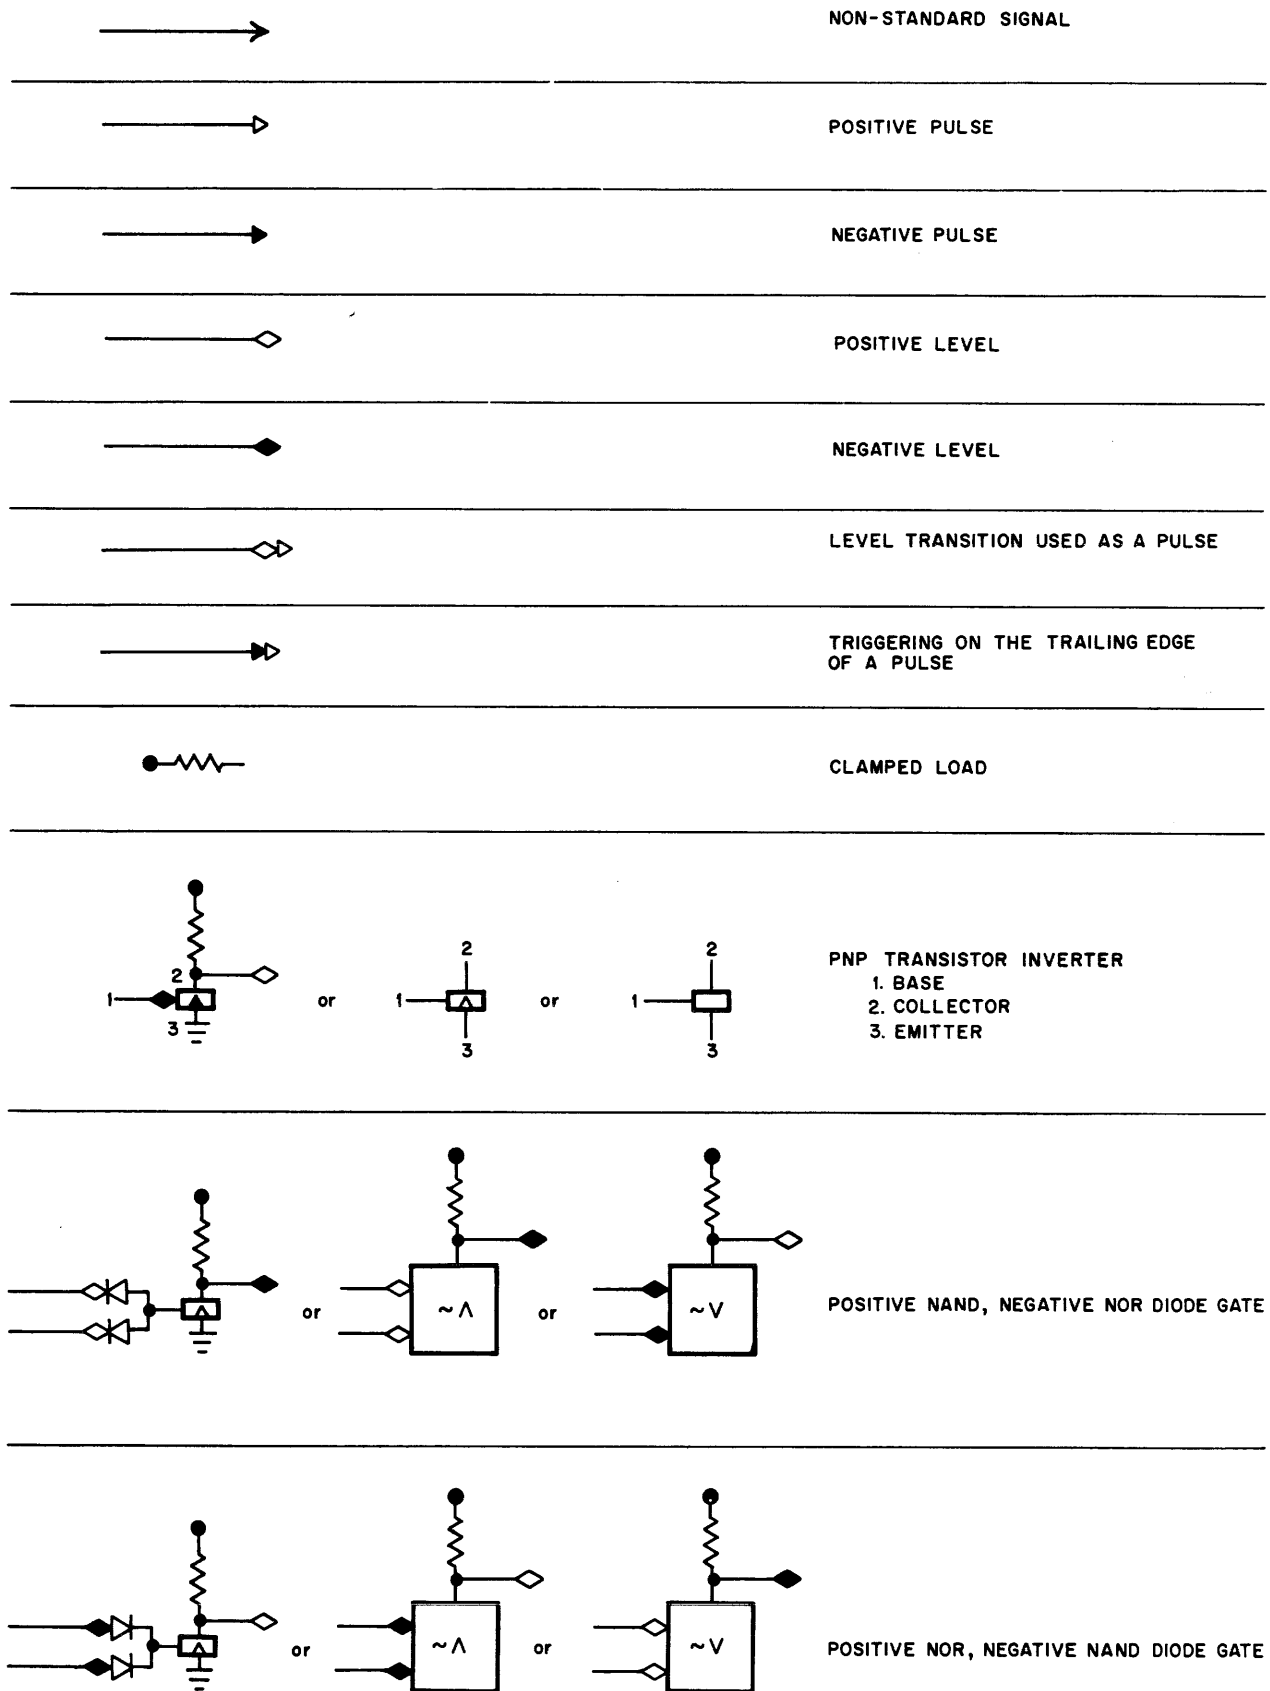 NON-STANDARD SIGNAL
POSITIVE PULSE
NEGATIVE PULSE
POSITIVE LEVEL
NEGATIVE LEVEL
LEVEL TRANSITION USED AS A PULSE
TRIGGERING ON THE TRAILING EDGE
OF A PULSE
CLAMPED LOAD
2
1
3
or
2
1
3
or
2
1
3
PNP TRANSISTOR INVERTER
1. BASE
2. COLLECTOR
3. EMITTER
or
~ Λ
or
~ V
POSITIVE NAND, NEGATIVE NOR DIODE GATE
or
~ Λ
or
~ V
POSITIVE NOR, NEGATIVE NAND DIODE GATE